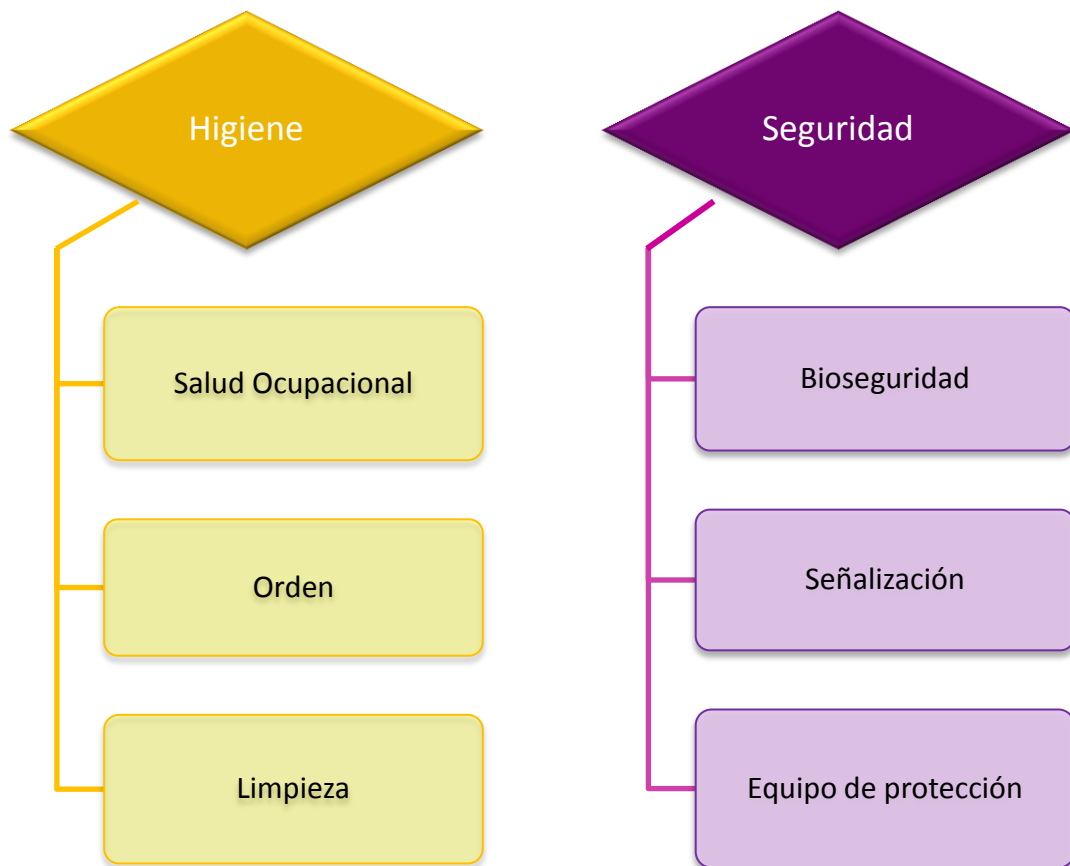 Higiene
Salud Ocupacional
Orden
Limpieza
Seguridad
Bioseguridad
Señalización
Equipo de protección